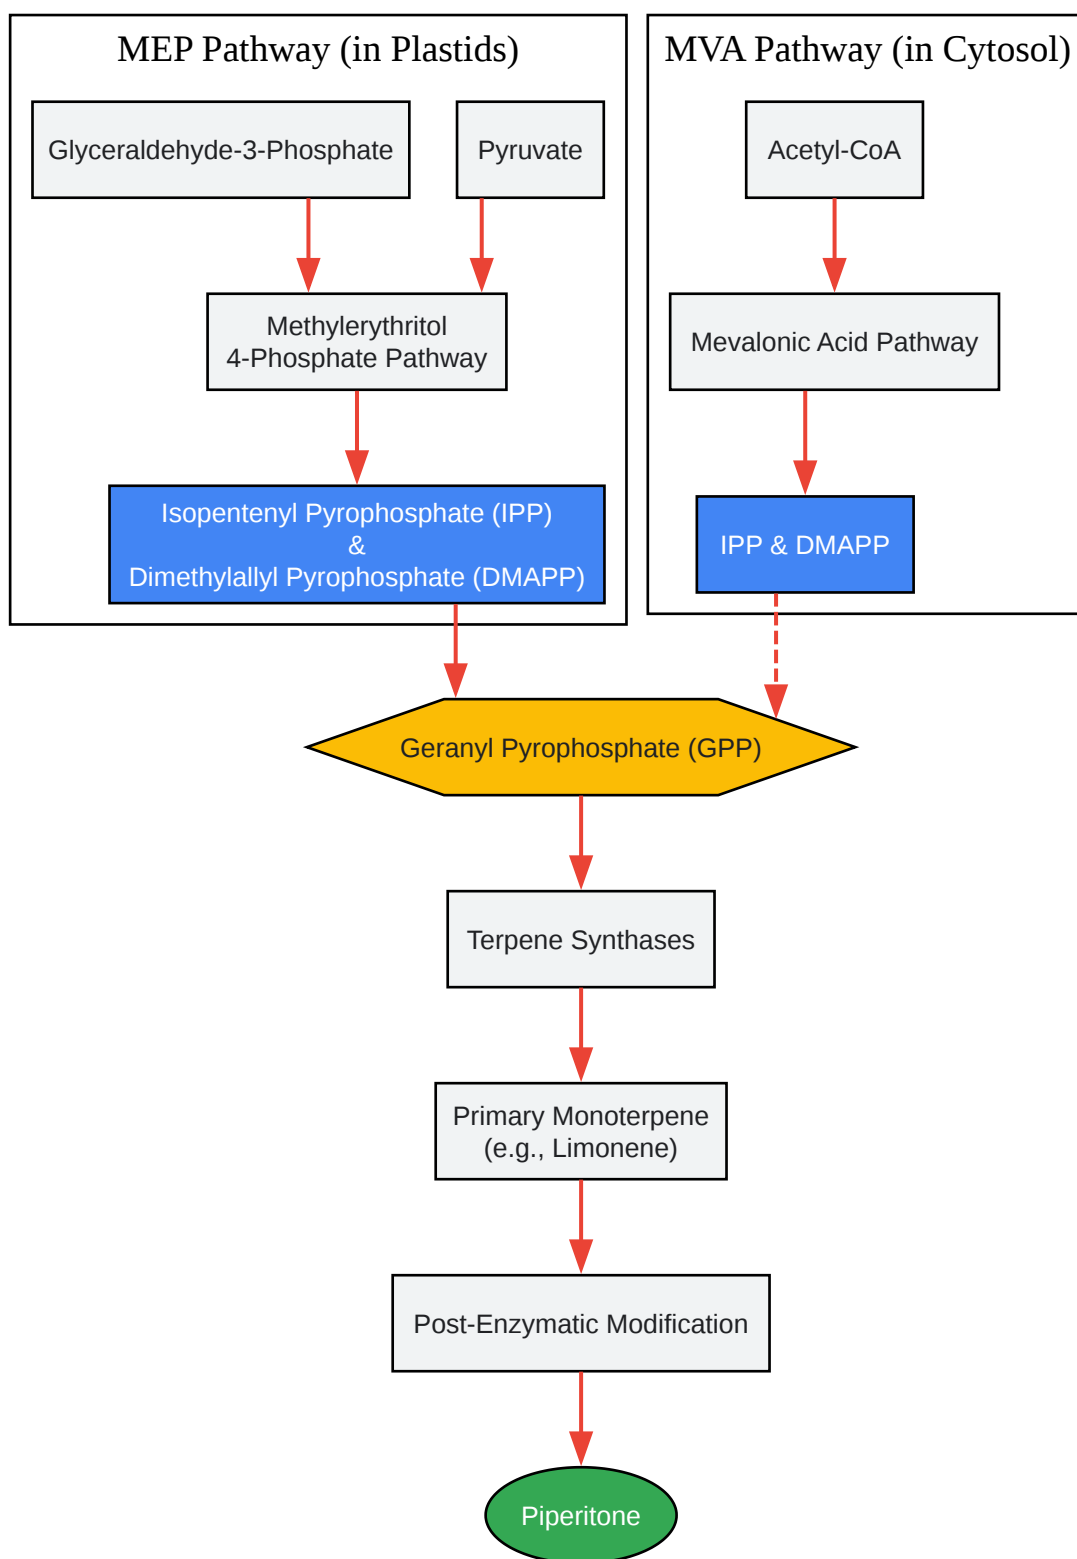 MEP Pathway (in Plastids)
MVA Pathway (in Cytosol)
Glyceraldehyde-3-Phosphate
Pyruvate
Acetyl-CoA
Methylerythritol
4-Phosphate Pathway
Mevalonic Acid Pathway
Isopentenyl Pyrophosphate (IPP)
&
Dimethylallyl Pyrophosphate (DMAPP)
IPP & DMAPP
Geranyl Pyrophosphate (GPP)
Terpene Synthases
Primary Monoterpene
(e.g., Limonene)
Post-Enzymatic Modification
Piperitone